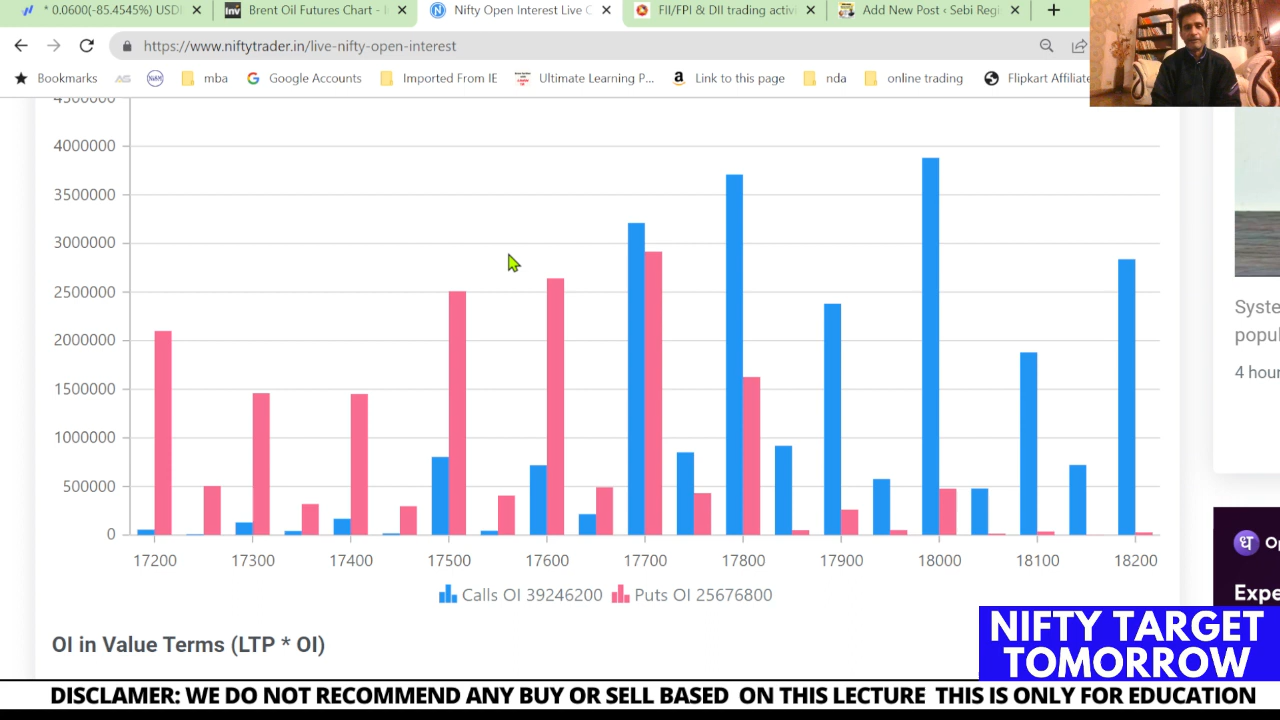 * 0.0600(-85.4545%) USD
Brent Oil Futures Chart - I
Nifty Open Interest Live C
FII/FPI & DII trading activi
Add New Post ‹ Sebi Regi
https://www.niftytrader.in/live-nifty-open-interest
Bookmarks
mba
Google Accounts
Imported From IE
Ultimate Learning P...
Link to this page
nda
online trading
Flipkart Affiliate
4500000
4000000
3500000
3000000
2500000
2000000
1500000
1000000
500000
0
17200 17300 17400 17500 17600 17700 17800 17900 18000 18100 18200
Calls OI 39246200 Puts OI 25676800
OI in Value Terms (LTP * OI)
Syste
popul
4 hour
Op
Expe
NIFTY TARGET
TOMORROW
DISCLAMER: WE DO NOT RECOMMEND ANY BUY OR SELL BASED ON THIS LECTURE THIS IS ONLY FOR EDUCATION